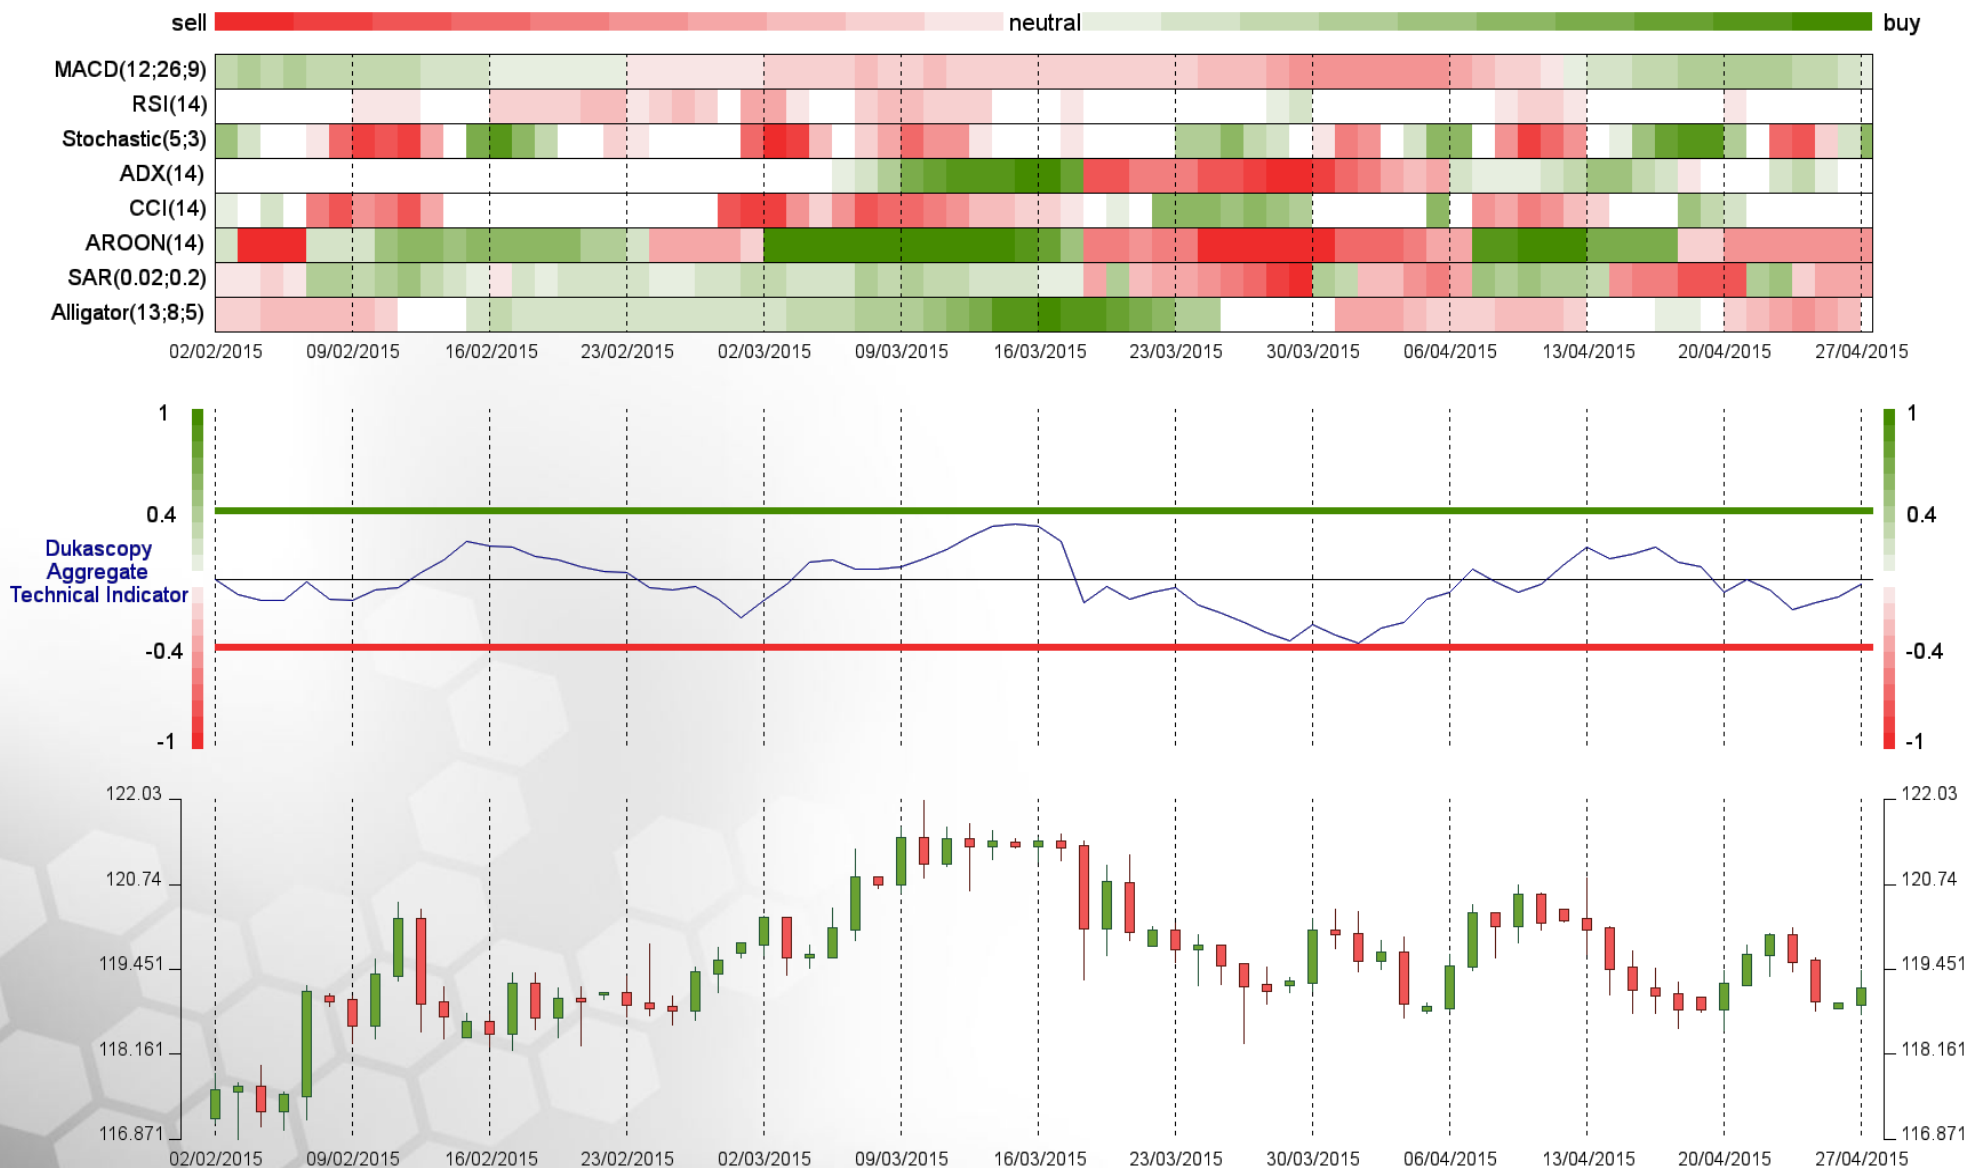 sell neutral buy
MACD(12;26;9)
RSI(14)
Stochastic(5;3)
ADX(14)
CCI(14)
AROON(14)
SAR(0.02;0.2)
Alligator(13;8;5)
02/02/2015 09/02/2015 16/02/2015 23/02/2015 02/03/2015 09/03/2015 16/03/2015 23/03/2015 30/03/2015 06/04/2015 13/04/2015 20/04/2015 27/04/2015
1 1
0.4 0.4
Dukascopy
Aggregate
Technical Indicator
-0.4 -0.4
-1 -1
122.03 122.03
120.74 120.74
119.451 119.451
118.161 118.161
116.871 116.871
02/02/2015 09/02/2015 16/02/2015 23/02/2015 02/03/2015 09/03/2015 16/03/2015 23/03/2015 30/03/2015 06/04/2015 13/04/2015 20/04/2015 27/04/2015